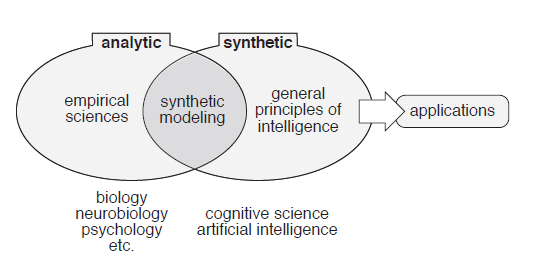 analytic
synthetic
empirical
sciences
synthetic
modeling
general
principles of
intelligence
applications
biology
neurobiology
psychology
etc.
cognitive science
artificial intelligence